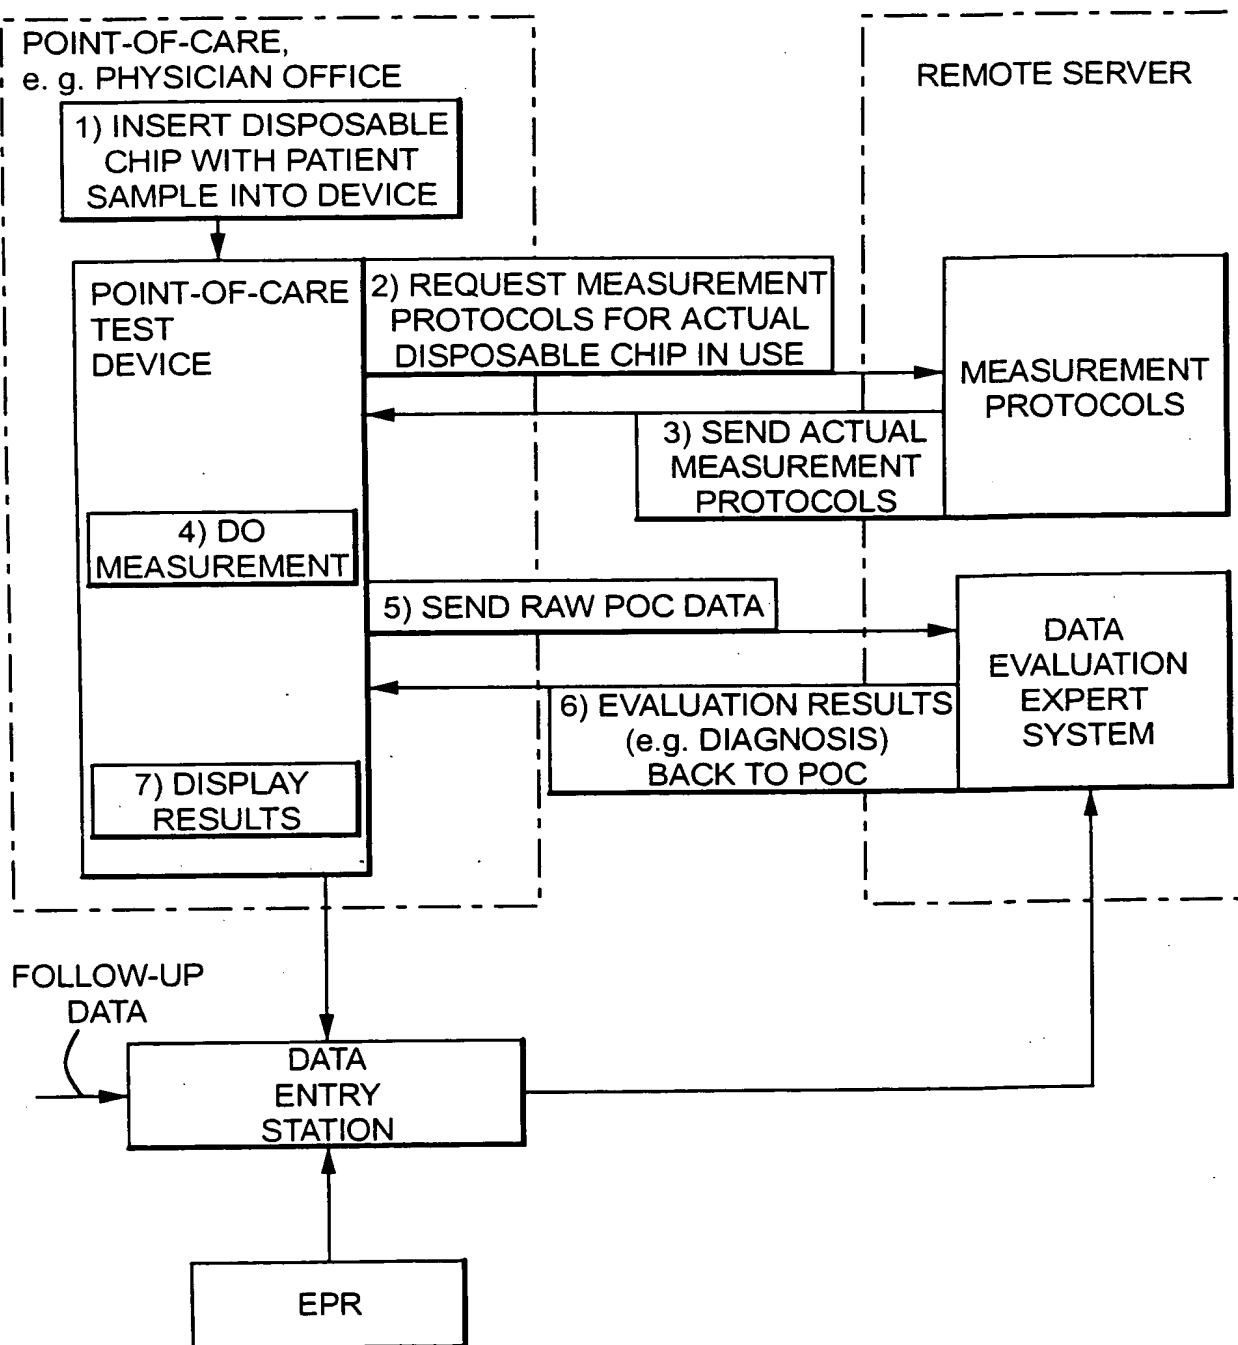 POINT-OF-CARE,
e. g. PHYSICIAN OFFICE
REMOTE SERVER
1) INSERT DISPOSABLE
CHIP WITH PATIENT
SAMPLE INTO DEVICE
POINT-OF-CARE
TEST
DEVICE
2) REQUEST MEASUREMENT
PROTOCOLS FOR ACTUAL
DISPOSABLE CHIP IN USE
MEASUREMENT
PROTOCOLS
3) SEND ACTUAL
MEASUREMENT
PROTOCOLS
4) DO
MEASUREMENT
5) SEND RAW POC DATA
DATA
EVALUATION
EXPERT
SYSTEM
6) EVALUATION RESULTS
(e.g. DIAGNOSIS)
BACK TO POC
7) DISPLAY
RESULTS
FOLLOW-UP
DATA
DATA
ENTRY
STATION
EPR